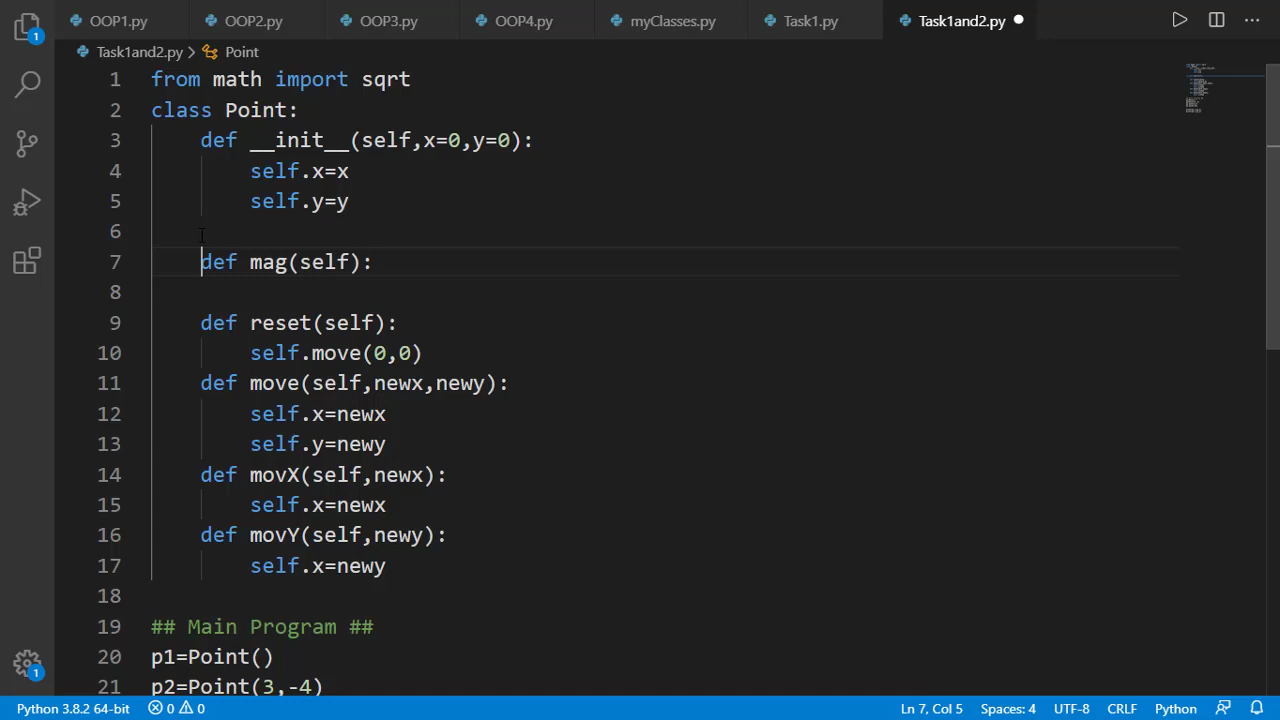 OOP1.py OOP2.py OOP3.py OOP4.py myClasses.py Task1.py Task1and2.py
Task1and2.py > Point
1 from math import sqrt
2 class Point:
3 def __init__(self,x=0,y=0):
4 self.x=x
5 self.y=y
6
7 def mag(self):
8
9 def reset(self):
10 self.move(0,0)
11 def move(self,newx,newy):
12 self.x=newx
13 self.y=newy
14 def movX(self,newx):
15 self.x=newx
16 def movY(self,newy):
17 self.x=newy
18
19 ## Main Program ##
20 p1=Point()
21 p2=Point(3,-4)
1
1
Python 3.8.2 64-bit 0 0 Ln 7, Col 5 Spaces: 4 UTF-8 CRLF Python